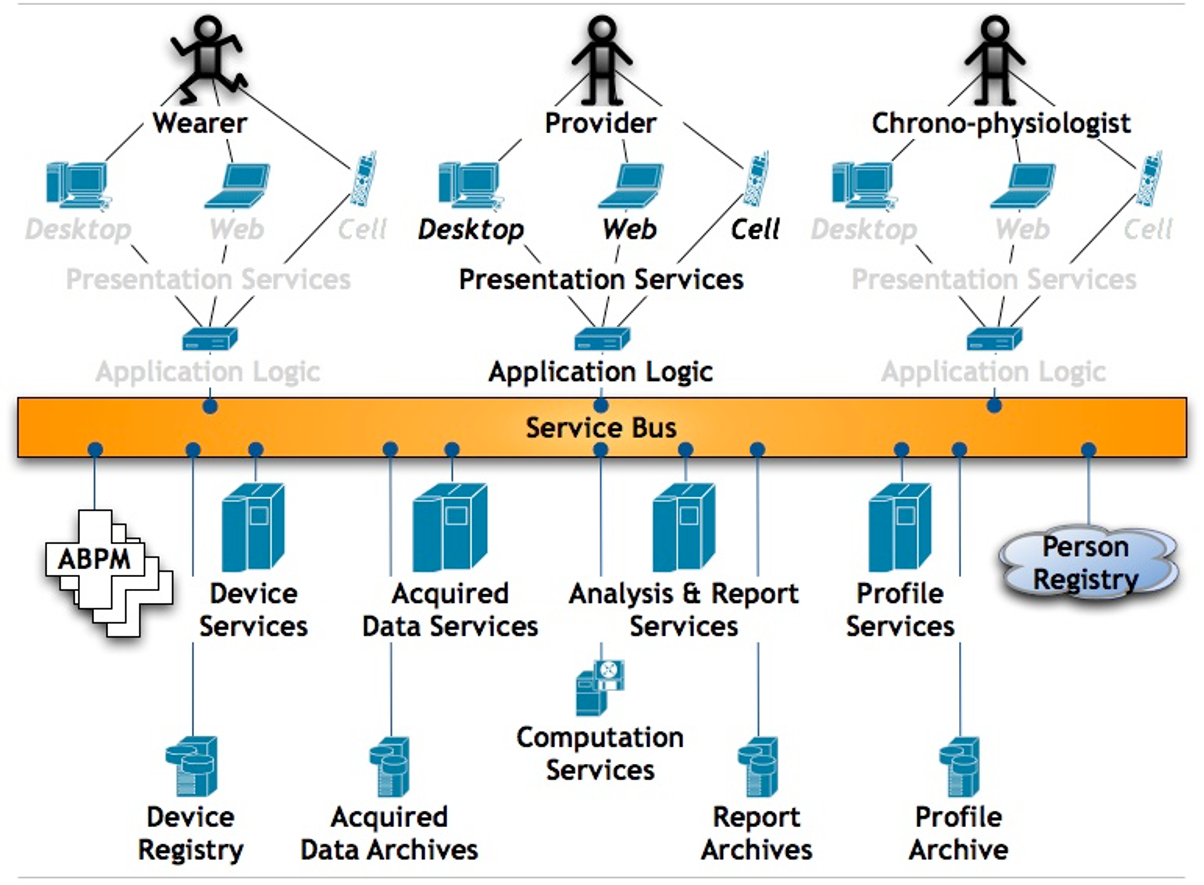 Wearer
Provider
Chrono-physiologist
Desktop
Web
Cell
Desktop
Web
Cell
Desktop
Web
Cell
Presentation Services
Presentation Services
Presentation Services
Application Logic
Application Logic
Application Logic
Service Bus
ABPM
Device
Services
Acquired
Data Services
Analysis & Report
Services
Profile
Services
Person
Registry
Computation
Services
Device
Registry
Acquired
Data Archives
Report
Archives
Profile
Archive